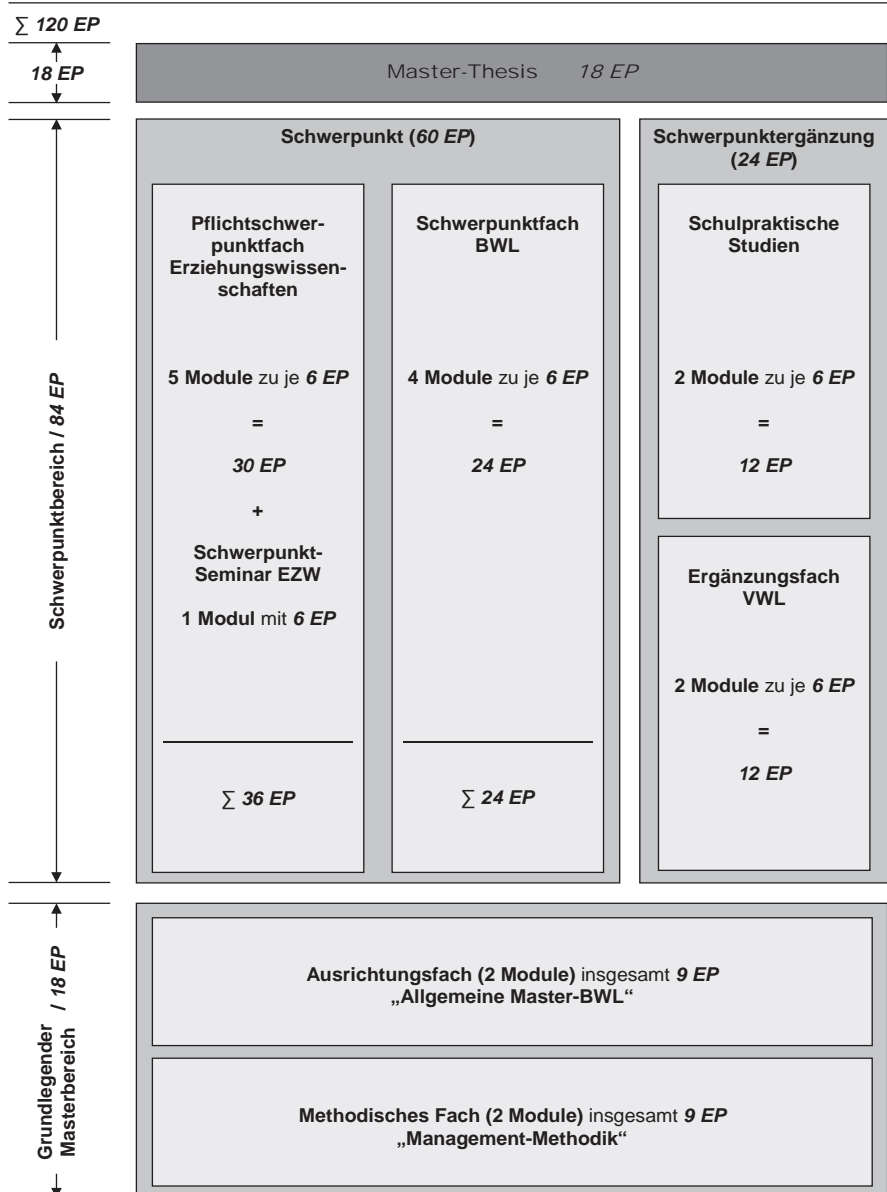 ∑ 120 EP
18 EP
Master-Thesis 18 EP
Schwerpunktbereich / 84 EP
Schwerpunkt (60 EP)
Pflichtschwer-
punktfach
Erziehungswissen-
schaften
5 Module zu je 6 EP
=
30 EP
+
Schwerpunkt-
Seminar EZW
1 Modul mit 6 EP
∑ 36 EP
Schwerpunktfach
BWL
4 Module zu je 6 EP
=
24 EP
∑ 24 EP
Schwerpunktergänzung
(24 EP)
Schulpraktische
Studien
2 Module zu je 6 EP
=
12 EP
Ergänzungsfach
VWL
2 Module zu je 6 EP
=
12 EP
Grundlegender
Masterbereich / 18 EP
Ausrichtungsfach (2 Module) insgesamt 9 EP
„Allgemeine Master-BWL“
Methodisches Fach (2 Module) insgesamt 9 EP
„Management-Methodik“